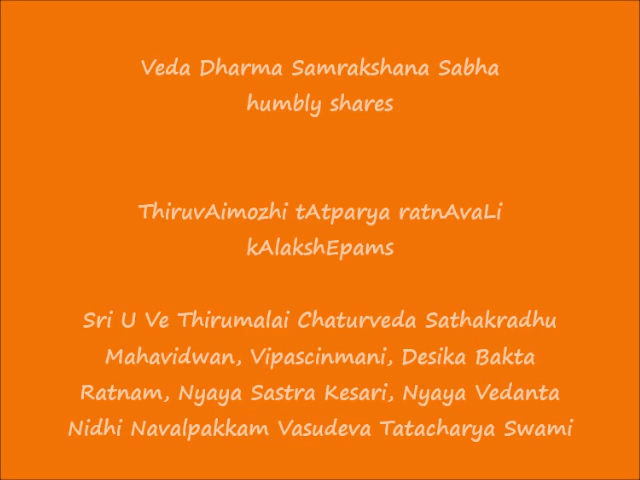 Veda Dharma Samrakshana Sabha
humbly shares
ThiruvAimozhi tAtparya ratnAvaLi
kAlakshEpams
Sri U Ve Thirumalai Chaturveda Sathakradhu
Mahavidwan, Vipascinmani, Desika Bakta
Ratnam, Nyaya Sastra Kesari, Nyaya Vedanta
Nidhi Navalpakkam Vasudeva Tatacharya Swami